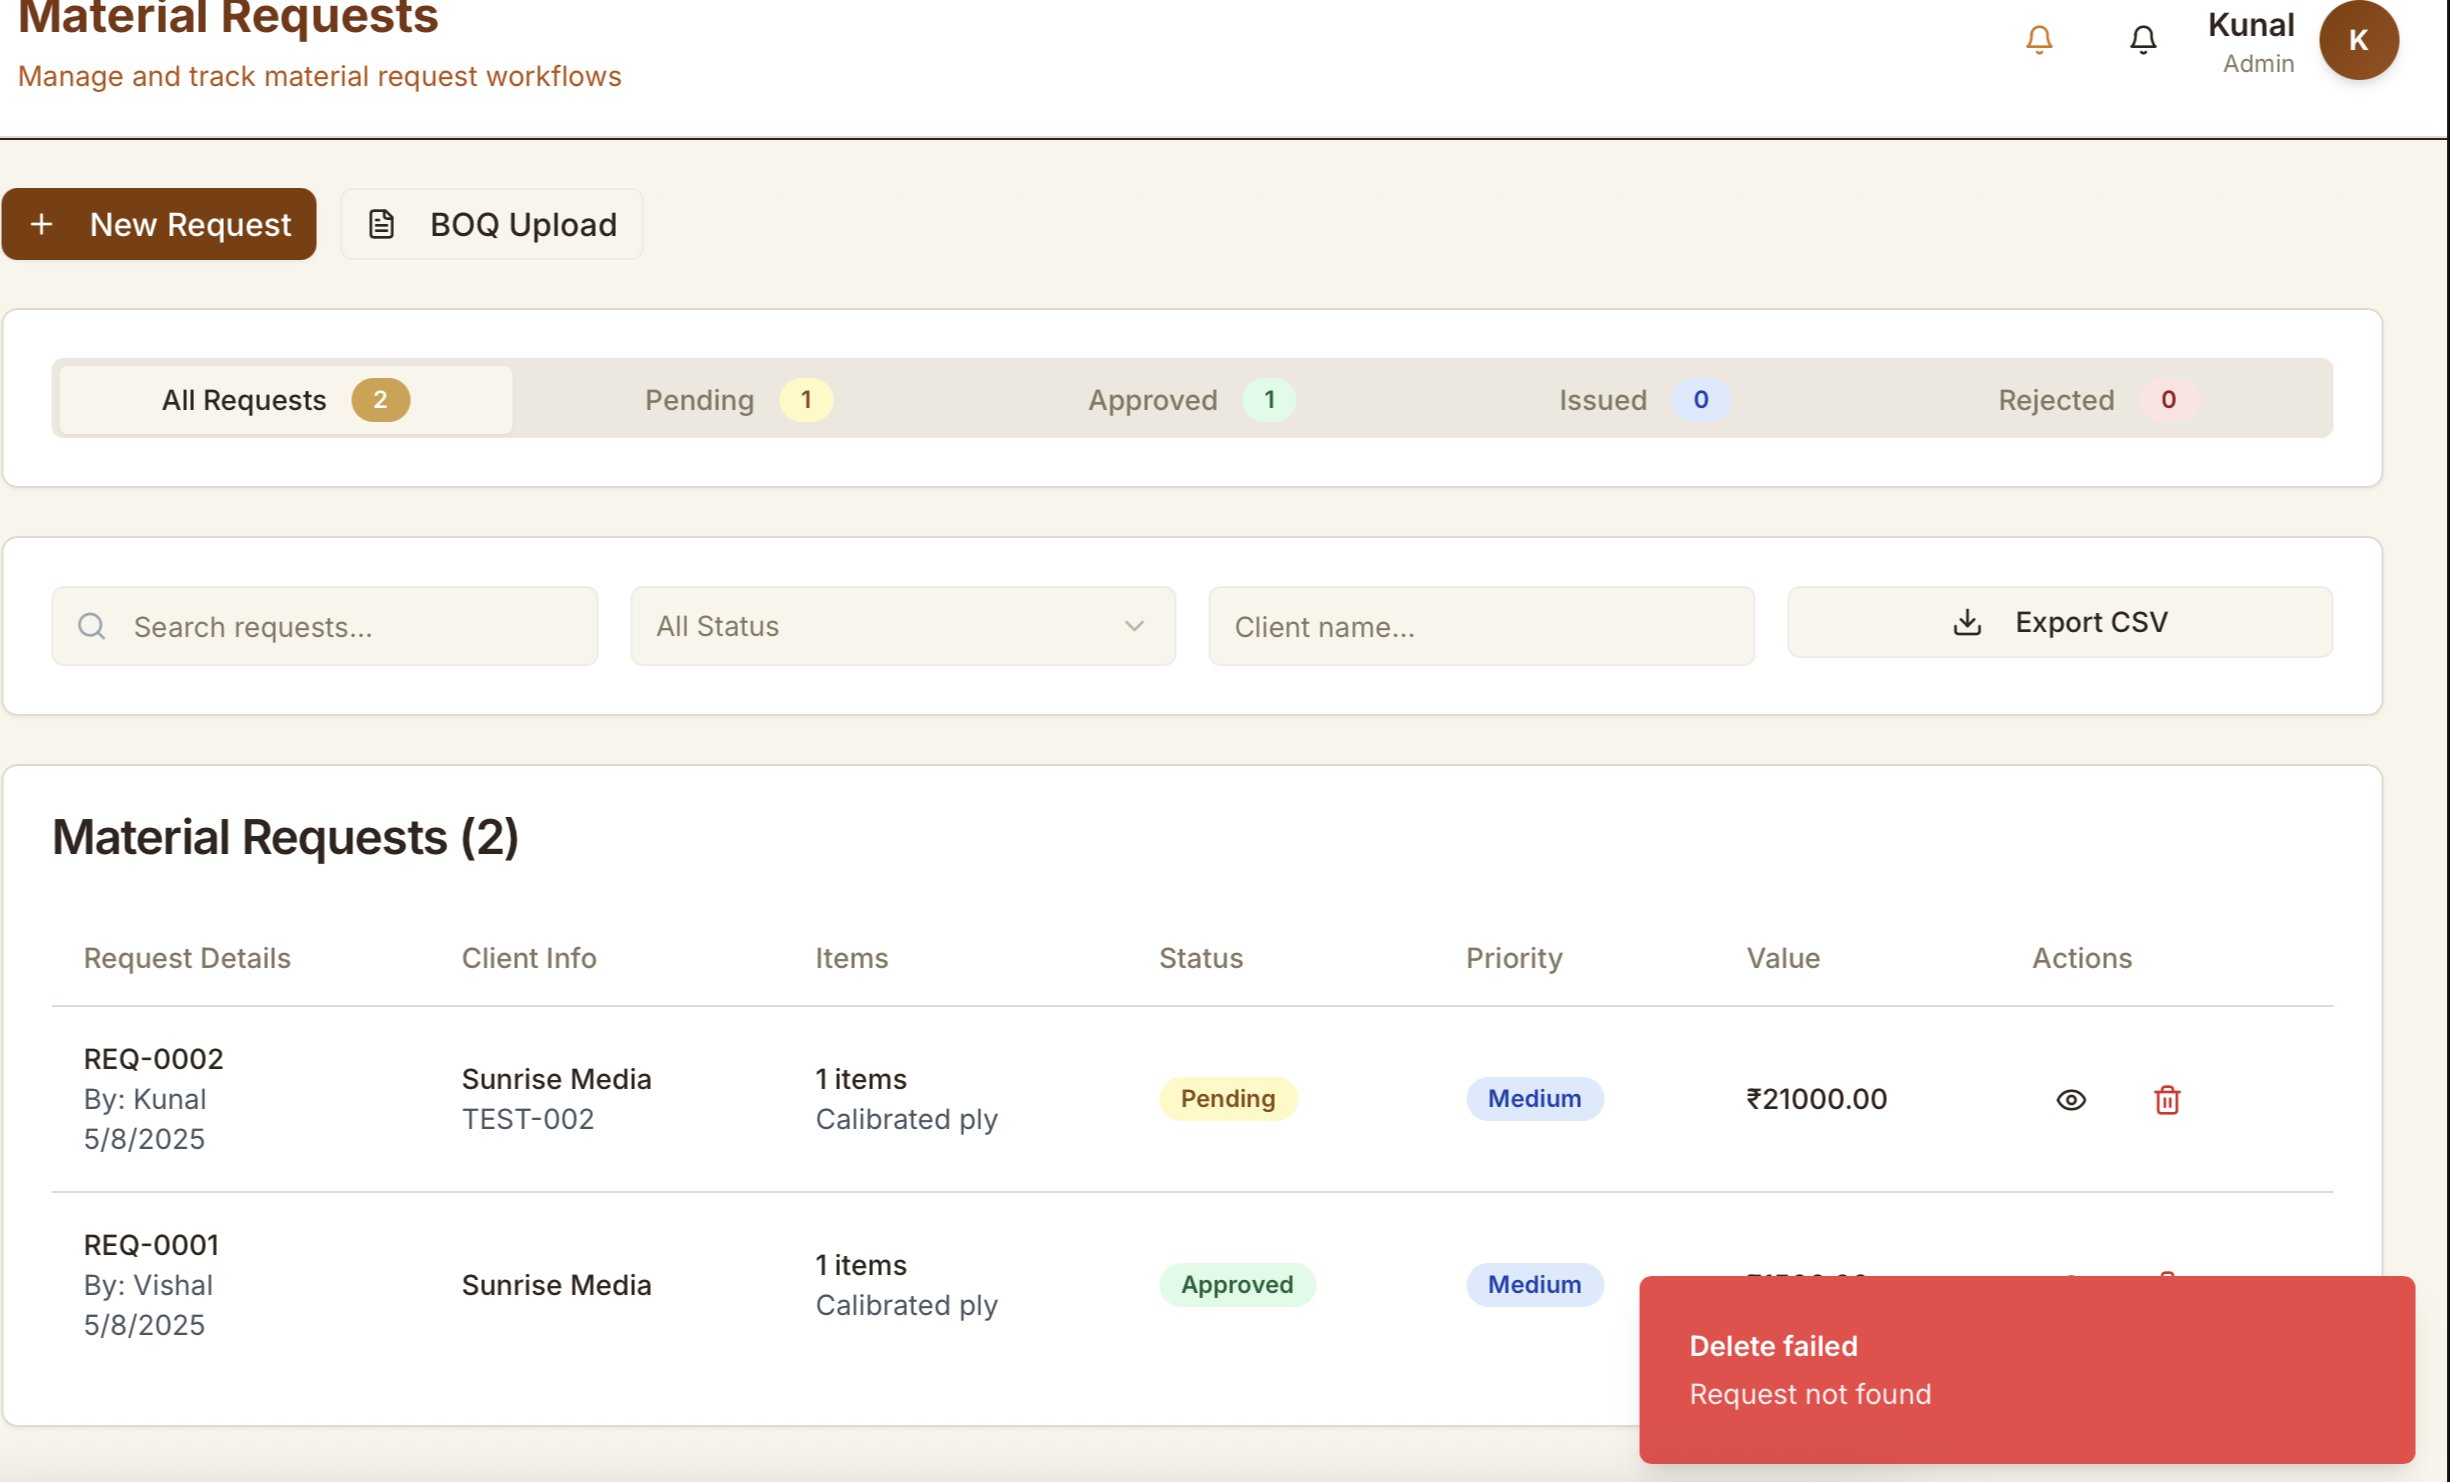 Material Requests
Manage and track material request workflows
Kunal
Admin
K
New Request
BOQ Upload
All Requests 2
Pending 1
Approved 1
Issued 0
Rejected 0
Search requests...
All Status
Client name...
Export CSV
Material Requests (2)
Request Details Client Info Items Status Priority Value Actions
REQ-0002
By: Kunal
5/8/2025
Sunrise Media
TEST-002
1 items
Calibrated ply
Pending
Medium
₹21000.00
REQ-0001
By: Vishal
5/8/2025
Sunrise Media
1 items
Calibrated ply
Approved
Medium
Delete failed
Request not found